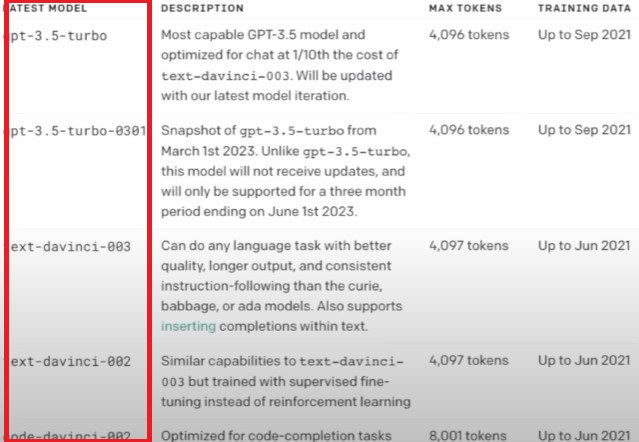 LATEST MODEL DESCRIPTION MAX TOKENS TRAINING DATA
gpt-3.5-turbo Most capable GPT-3.5 model and 4,096 tokens Up to Sep 2021
optimized for chat at 1/10th the cost of
text-davinci-003. Will be updated
with our latest model iteration.
gpt-3.5-turbo-0301 Snapshot of gpt-3.5-turbo from 4,096 tokens Up to Sep 2021
March 1st 2023. Unlike gpt-3.5-turbo,
this model will not receive updates, and
will only be supported for a three month
period ending on June 1st 2023.
text-davinci-003 Can do any language task with better 4,097 tokens Up to Jun 2021
quality, longer output, and consistent
instruction-following than the curie,
babbage, or ada models. Also supports
inserting completions within text.
text-davinci-002 Similar capabilities to text-davinci- 4,097 tokens Up to Jun 2021
003 but trained with supervised fine-
tuning instead of reinforcement learning
code-davinci-002 Optimized for code-completion tasks 8,001 tokens Up to Jun 2021